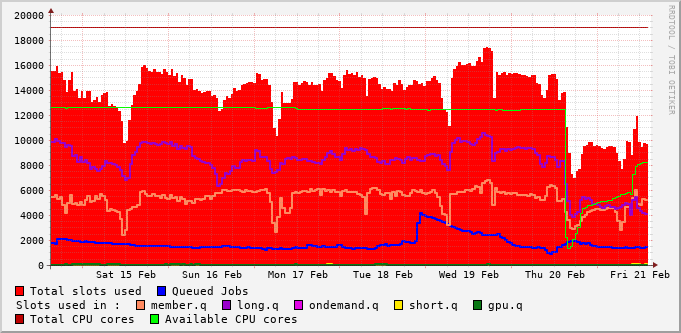 20000
18000
16000
14000
12000
10000
8000
6000
4000
2000
0
Sat 15 Feb Sun 16 Feb Mon 17 Feb Tue 18 Feb Wed 19 Feb Thu 20 Feb Fri 21 Feb
Total slots used Queued Jobs
Slots used in : member.q long.q ondemand.q short.q gpu.q
Total CPU cores Available CPU cores
RRDTOOL / TOBI OETIKER